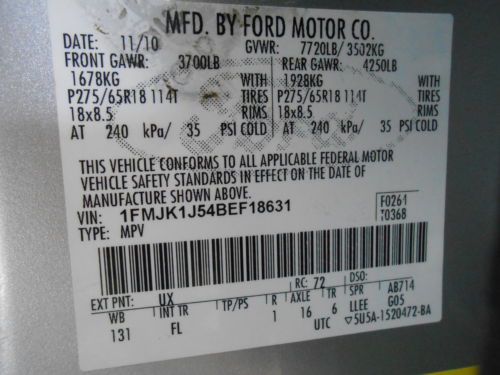 MFD. BY FORD MOTOR CO.
DATE: 11/10 GVWR: 7720LB/ 3502KG
FRONT GAWR: 3700LB REAR GAWR: 4250LB
1678KG WITH 1928KG WITH
P275/65R18 114T TIRES P275/65R18 114T TIRES
18x8.5 RIMS 18x8.5 RIMS
AT 240 kPa/ 35 PSI COLD AT 240 kPa/ 35 PSI COLD
THIS VEHICLE CONFORMS TO ALL APPLICABLE FEDERAL MOTOR
VEHICLE SAFETY STANDARDS IN EFFECT ON THE DATE OF
MANUFACTURE SHOWN ABOVE.
VIN: 1FMJK1J54BEF18631 F0261
TYPE: MPV T0368
EXT PNT: UX RC: 72 DSO:
WB INT TR TP/PS R AXLE TR SPR AB714
131 FL 1 16 6 LLEE G05
UTC ▽5U5A-1520472-BA